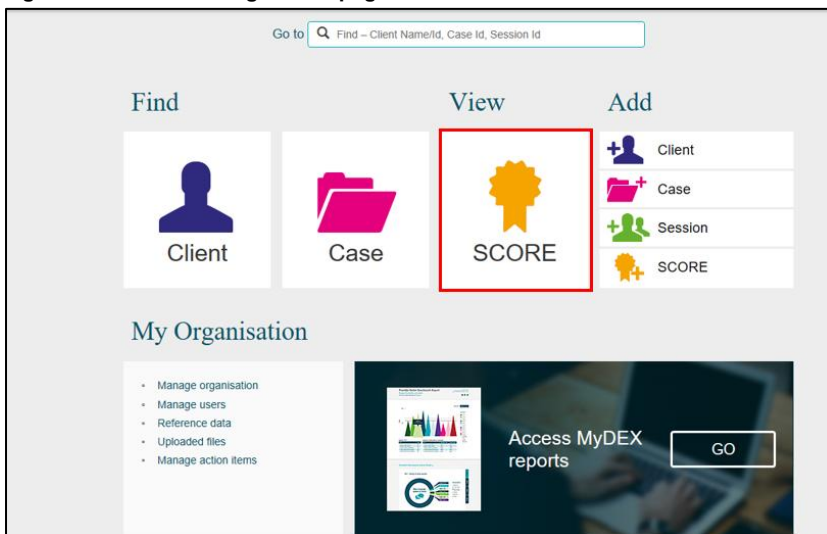 Go to
Find – Client Name/Id, Case Id, Session Id
Find
View
Add
Client
Case
SCORE
Client
Case
Session
SCORE
My Organisation
Manage organisation
Manage users
Reference data
Uploaded files
Manage action items
Access MyDEX
reports
GO